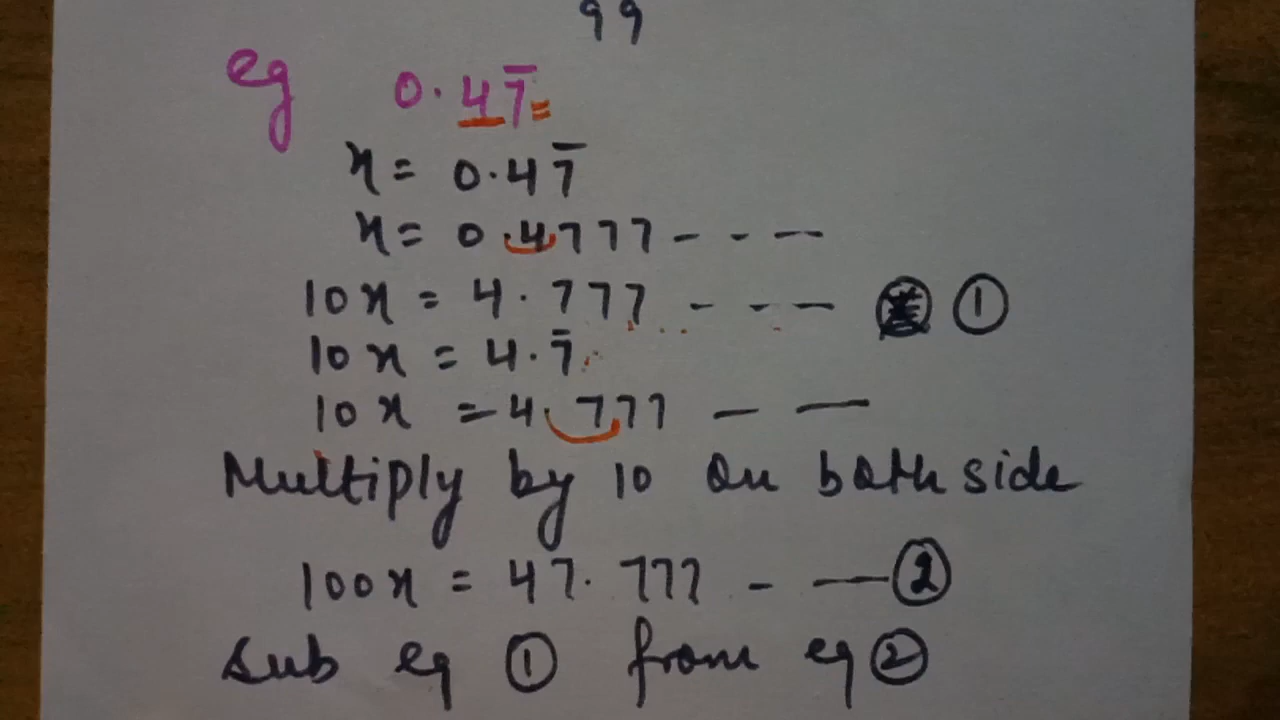 99
eg 0.47̄
x = 0.47̄
x = 0.4777 - - -
10x = 4.777 - - - ①
10x = 4.7̄
10x = 4.777 - -
Multiply by 10 on both side
100x = 47.777 - - ②
Sub eq ① from eq ②